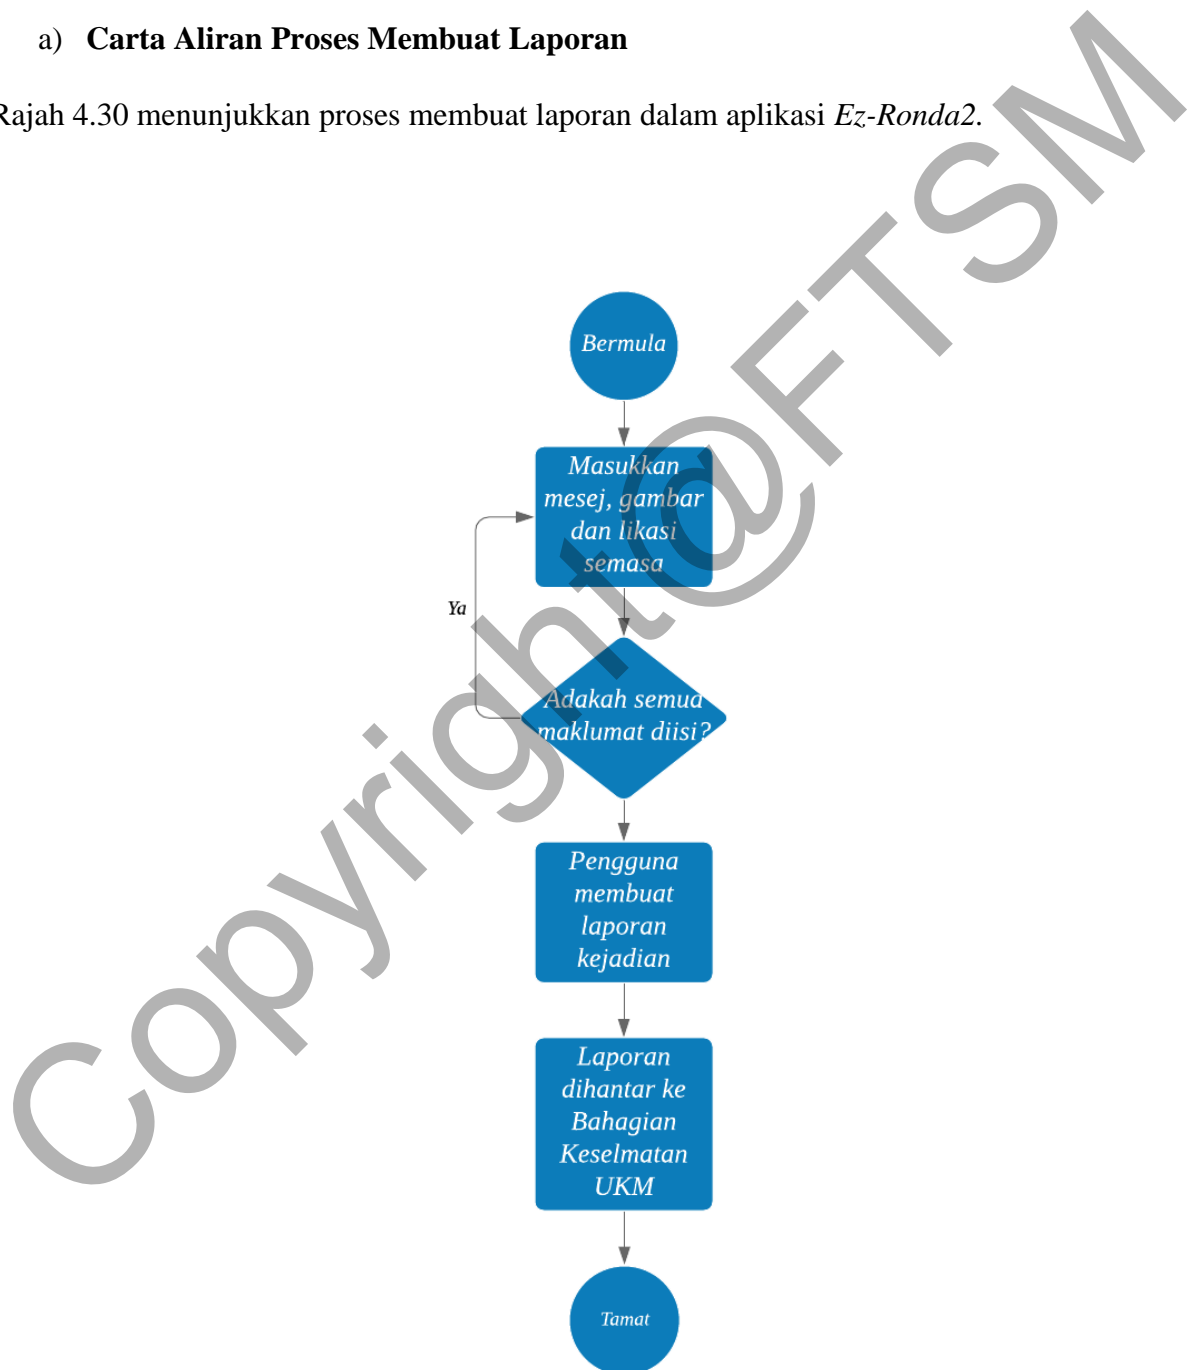 a) Carta Aliran Proses Membuat Laporan
Rajah 4.30 menunjukkan proses membuat laporan dalam aplikasi Ez-Ronda2.
Bermula
Masukkan
mesej, gambar
dan likasi
semasa
Ya
Adakah semua
maklumat diisi?
Pengguna
membuat
laporan
kejadian
Laporan
dihantar ke
Bahagian
Keselmatan
UKM
Tamat
Copyright@FTSM